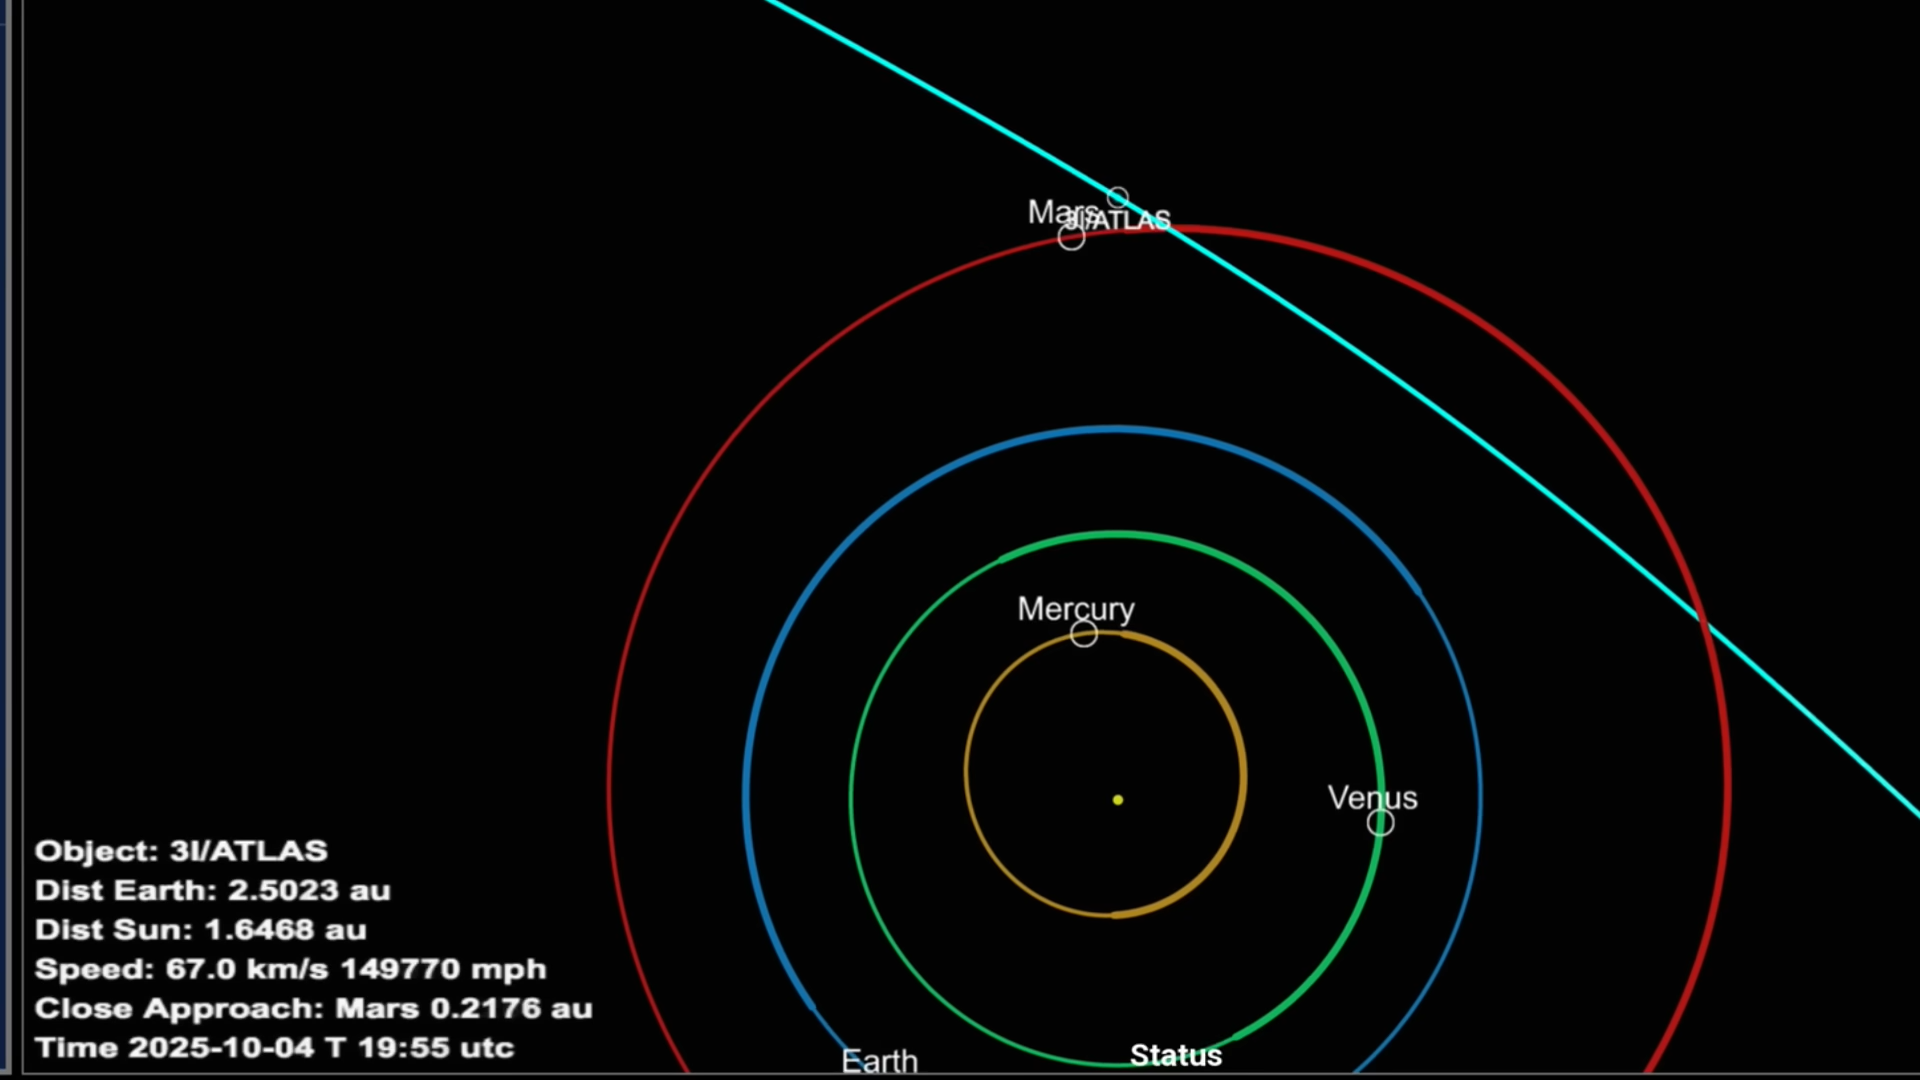 Mars
3I/ATLAS
Mercury
Venus
Object: 3I/ATLAS
Dist Earth: 2.5023 au
Dist Sun: 1.6468 au
Speed: 67.0 km/s 149770 mph
Close Approach: Mars 0.2176 au
Time 2025-10-04 T 19:55 utc
Earth
Status